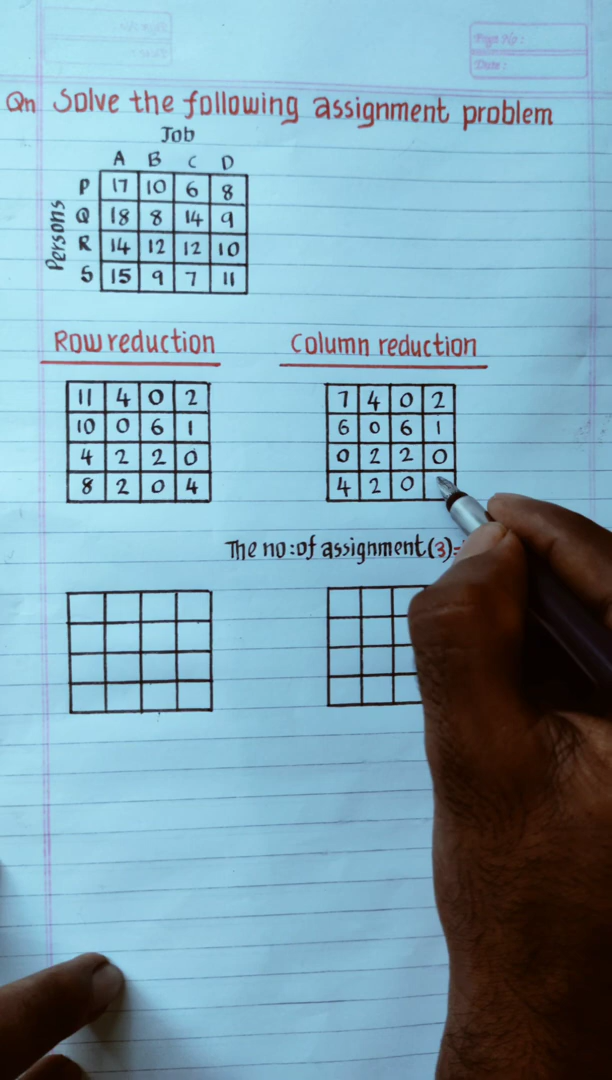 Page No:
Date:
Qn Solve the following assignment problem
Job
A B C D
Persons
P 17 10 6 8
Q 18 8 14 9
R 14 12 12 10
S 15 9 7 11
Row reduction Column reduction
11 4 0 2 7 4 0 2
10 0 6 1 6 0 6 1
4 2 2 0 0 2 2 0
8 2 0 4 4 2 0
The no:of assignment(3)=